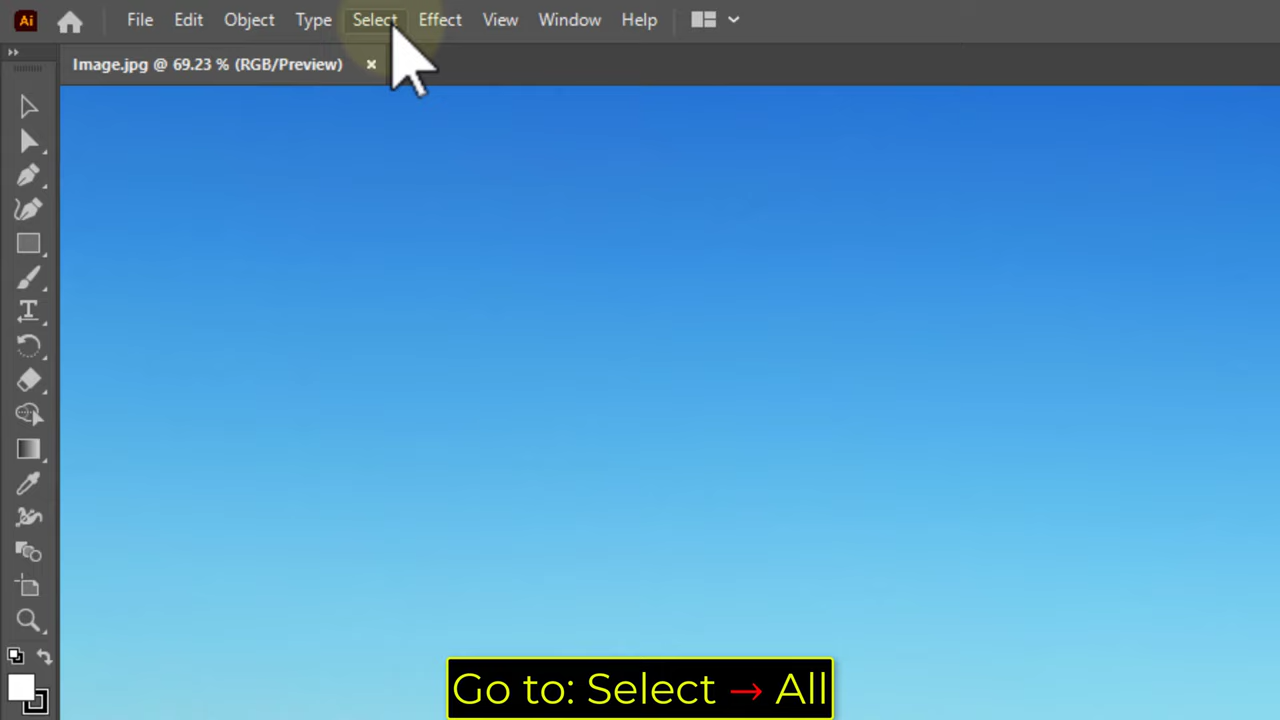 Ai File Edit Object Type Select Effect View Window Help
Image.jpg @ 69.23 % (RGB/Preview) ×
T
Go to: Select → All